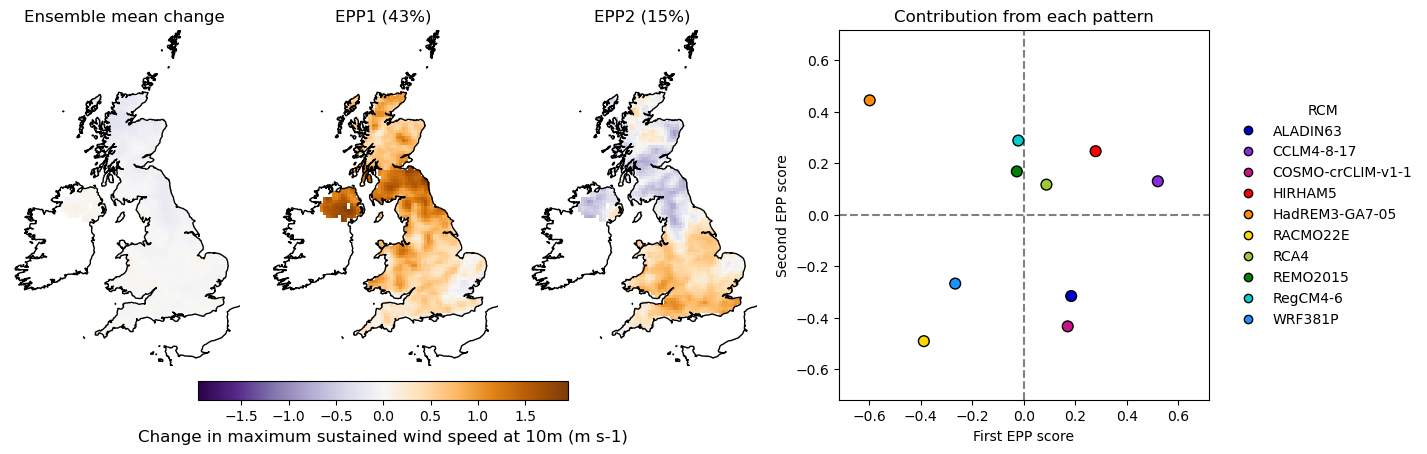 Ensemble mean change
EPP1 (43%)
EPP2 (15%)
Contribution from each pattern
−1.5 −1.0 −0.5 0.0 0.5 1.0 1.5
Change in maximum sustained wind speed at 10m (m s-1)
Second EPP score
0.6
0.4
0.2
0.0
−0.2
−0.4
−0.6
−0.6 −0.4 −0.2 0.0 0.2 0.4 0.6
First EPP score
RCM
ALADIN63
CCLM4-8-17
COSMO-crCLIM-v1-1
HIRHAM5
HadREM3-GA7-05
RACMO22E
RCA4
REMO2015
RegCM4-6
WRF381P